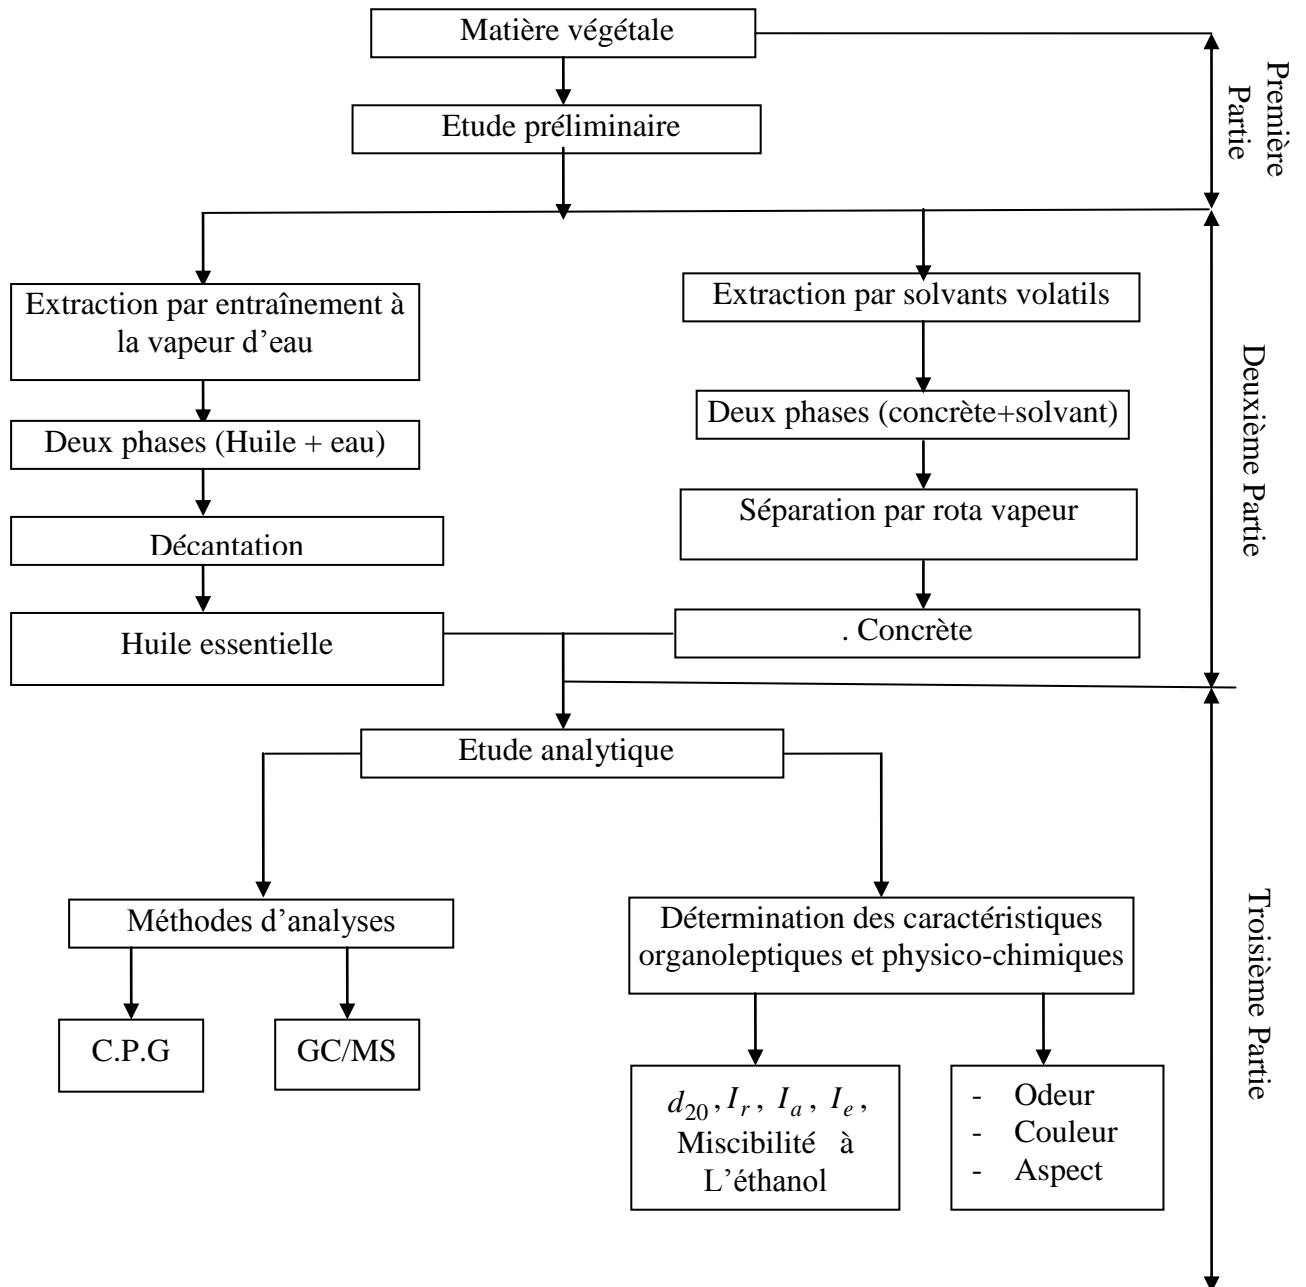 Matière végétale
Etude préliminaire
Première
Partie
Extraction par entraînement à
la vapeur d’eau
Deux phases (Huile + eau)
Décantation
Huile essentielle
Extraction par solvants volatils
Deux phases (concrète+solvant)
Séparation par rota vapeur
. Concrète
Deuxième Partie
Etude analytique
Méthodes d’analyses
C.P.G
GC/MS
Détermination des caractéristiques
organoleptiques et physico-chimiques
d20 , Ir , Ia , Ie ,
Miscibilité à
L’éthanol
- Odeur
- Couleur
- Aspect
Troisième Partie